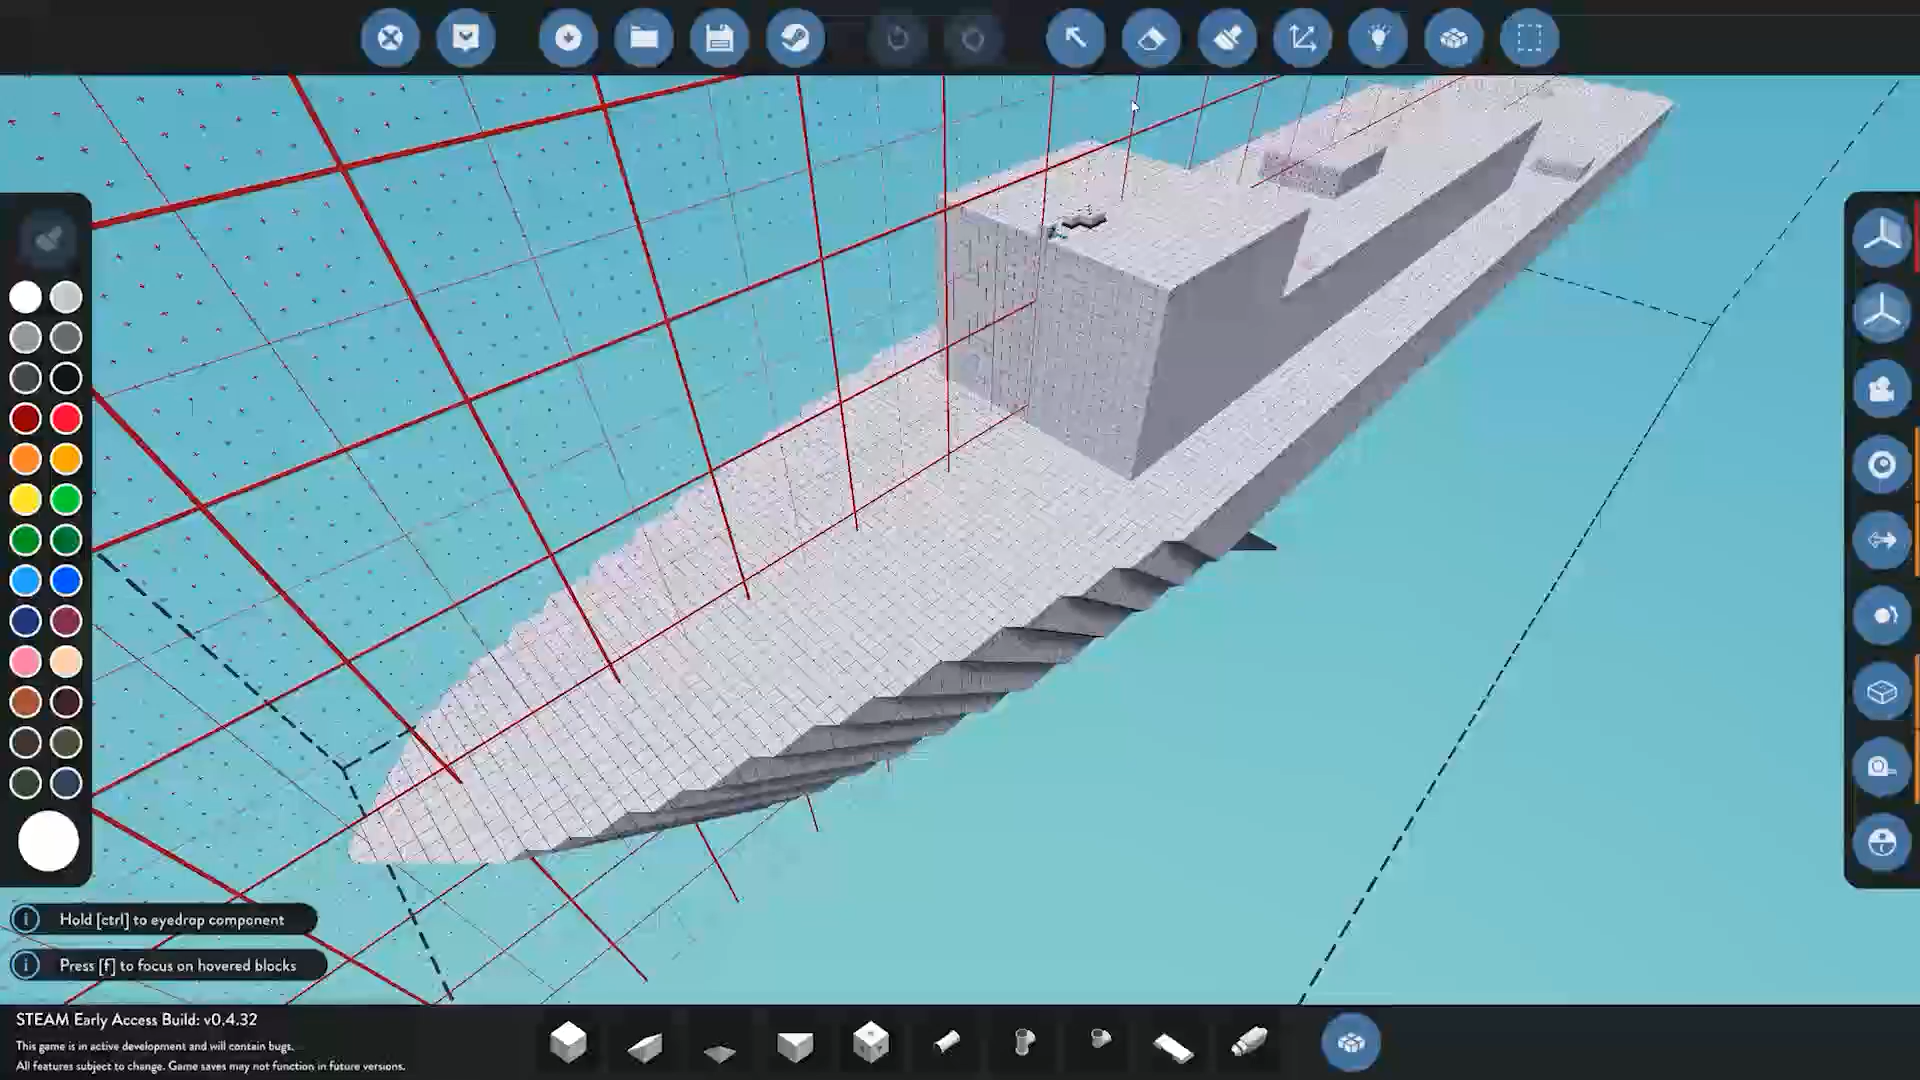 Hold [ctrl] to eyedrop component
Press [f] to focus on hovered blocks
STEAM Early Access Build: v0.4.32
This game is in active development and will contain bugs.
All features subject to change. Game saves may not function in future versions.